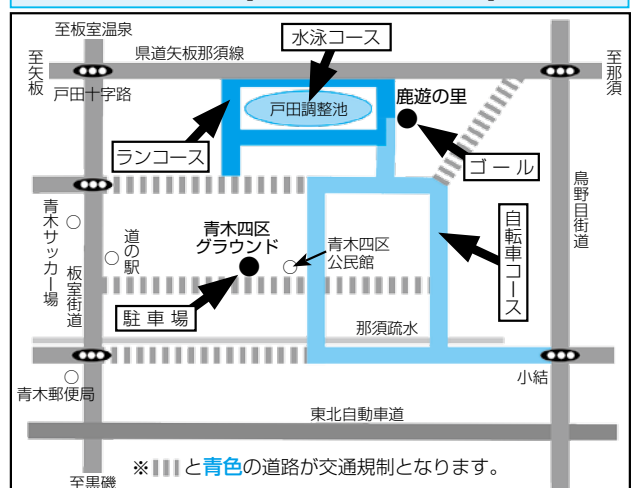 至板室温泉
水泳コース
県道矢板那須線
至矢板
至那須
戸田十字路
戸田調整池
鹿遊の里
ランコース
ゴール
鳥野目街道
青木サッカー場
道の駅
板室街道
青木四区
グラウンド
青木四区
公民館
自転車コース
駐車場
那須疏水
小結
青木郵便局
東北自動車道
※ と青色の道路が交通規制となります。
至黒磯